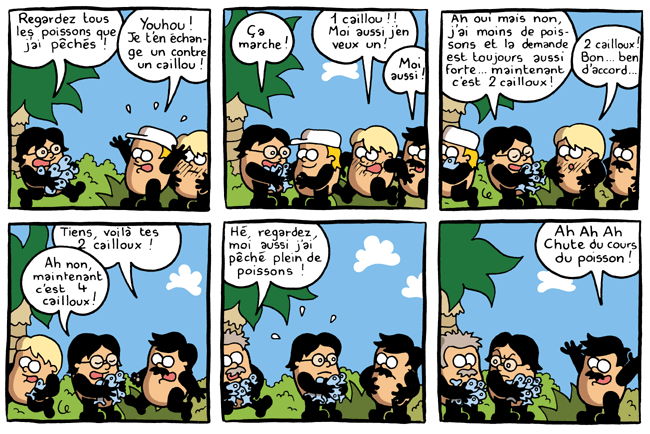 Regardez tous
les poissons que
j'ai pêchés !
Youhou !
Je t'en échan-
ge un contre
un caillou !
Ça
marche !
1 caillou !!
Moi aussi j'en
veux un !
Moi
aussi !
Ah oui mais non,
j'ai moins de pois-
sons et la demande
est toujours aussi
forte... maintenant
c'est 2 cailloux !
2 cailloux !
Bon... ben
d'accord...
Tiens, voilà tes
2 cailloux !
Ah non,
maintenant
c'est 4
cailloux !
Hé, regardez,
moi aussi j'ai
pêché plein de
poissons !
Ah Ah Ah
Chute du cours
du poisson !